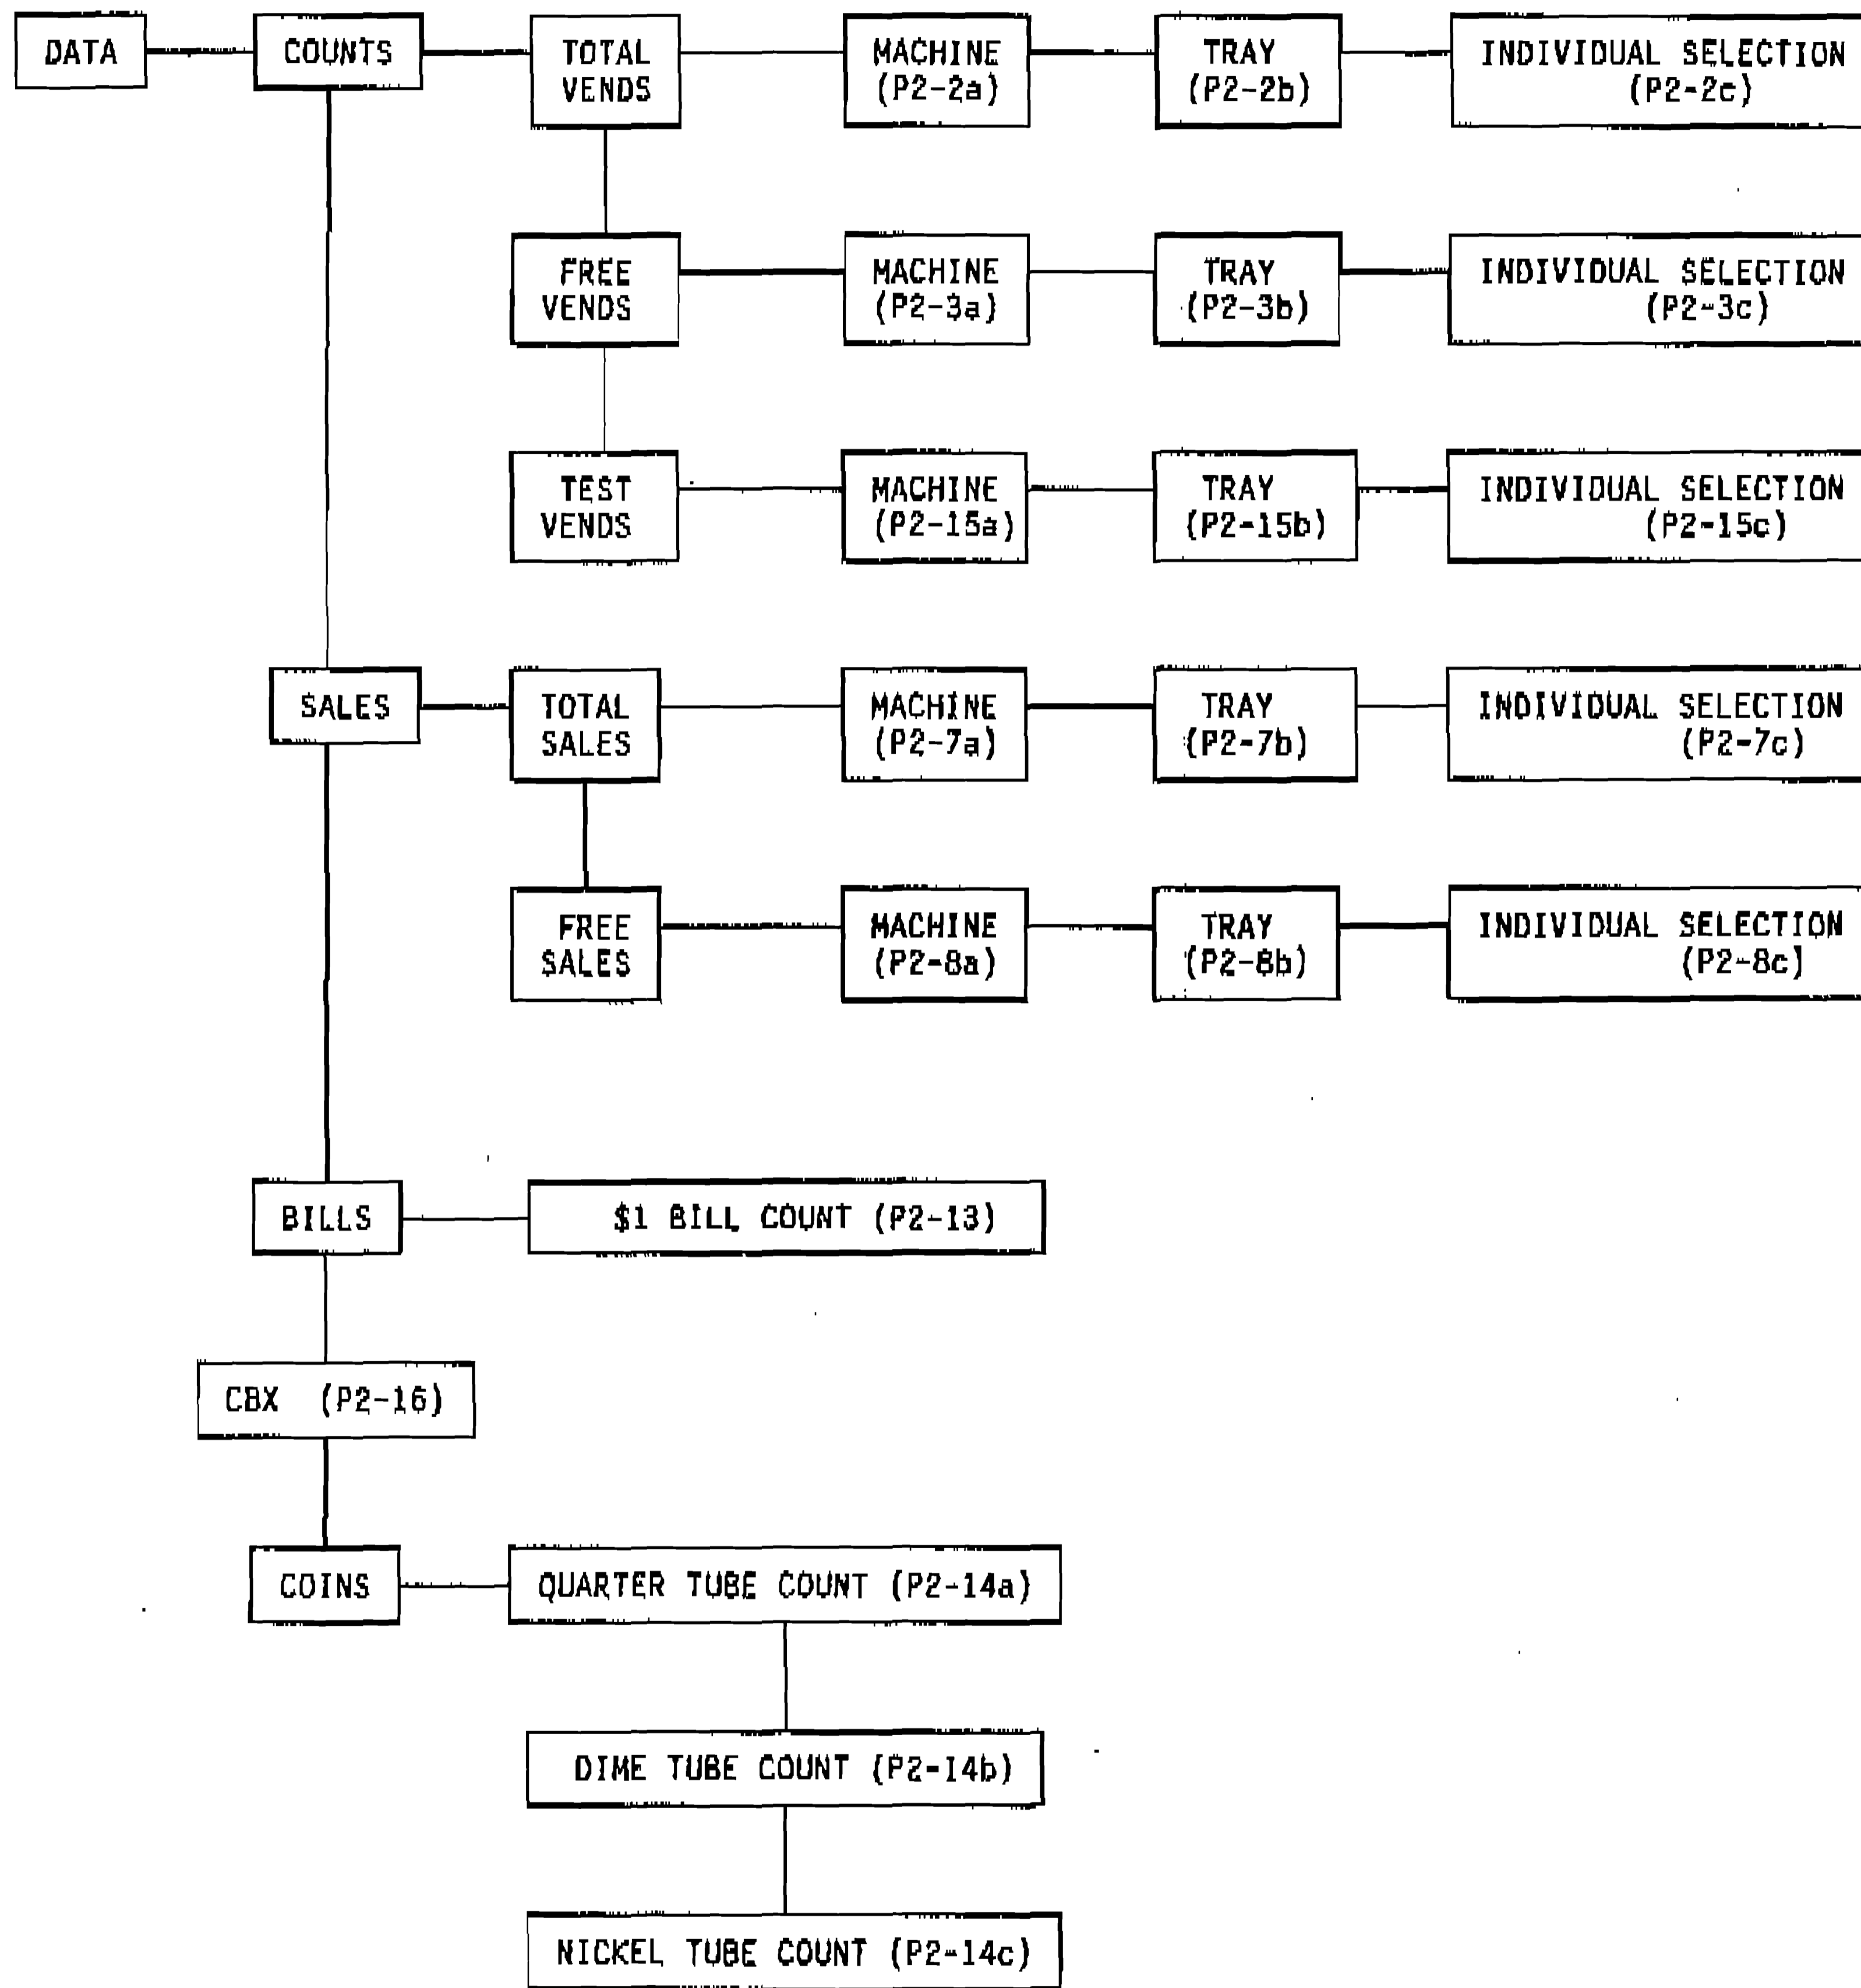 DATA
COUNTS
TOTAL
VENDS
MACHINE
(P2-2a)
TRAY
(P2-2b)
INDIVIDUAL SELECTION
(P2-2c)
FREE
VENDS
MACHINE
(P2-3a)
TRAY
(P2-3b)
INDIVIDUAL SELECTION
(P2-3c)
TEST
VENDS
MACHINE
(P2-15a)
TRAY
(P2-15b)
INDIVIDUAL SELECTION
(P2-15c)
SALES
TOTAL
SALES
MACHINE
(P2-7a)
TRAY
(P2-7b)
INDIVIDUAL SELECTION
(P2-7c)
FREE
SALES
MACHINE
(P2-8a)
TRAY
(P2-8b)
INDIVIDUAL SELECTION
(P2-8c)
BILLS
$1 BILL COUNT (P2-13)
CBX (P2-16)
COINS
QUARTER TUBE COUNT (P2-14a)
DIME TUBE COUNT (P2-14b)
NICKEL TUBE COUNT (P2-14c)